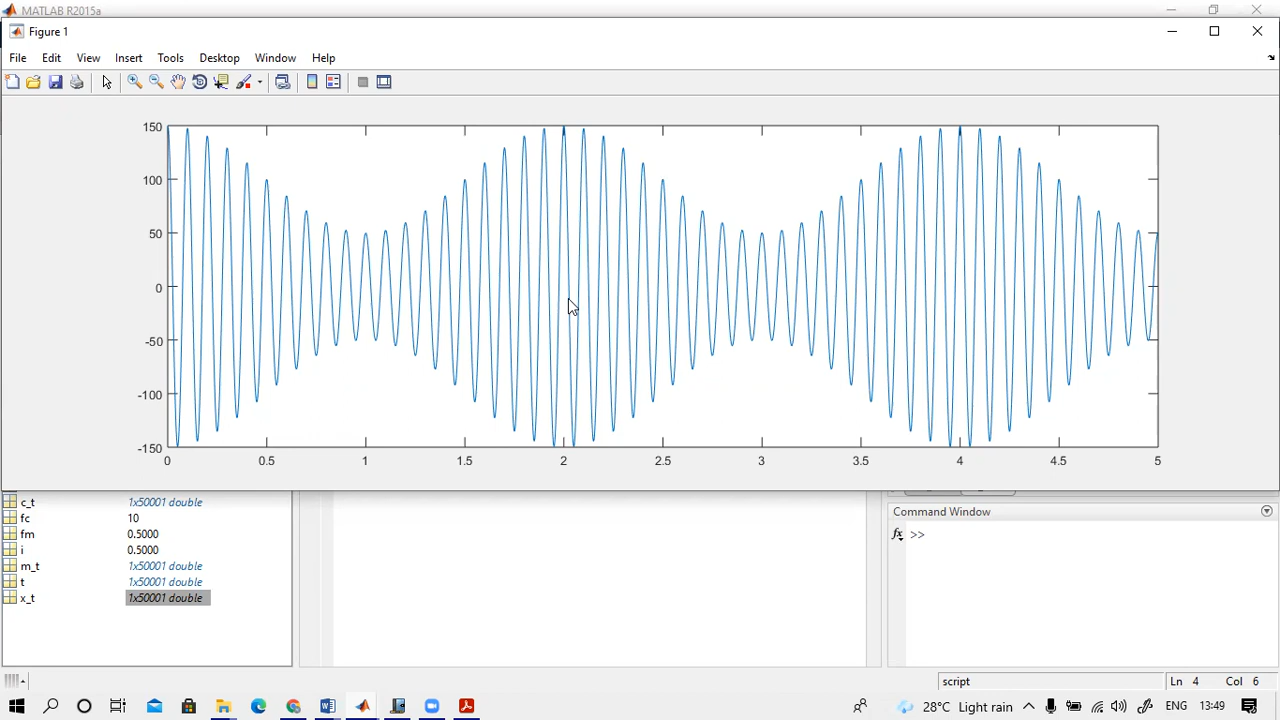 MATLAB R2015a
Figure 1
File Edit View Insert Tools Desktop Window Help
150
100
50
0
-50
-100
-150
0 0.5 1 1.5 2 2.5 3 3.5 4 4.5 5
c_t 1x50001 double
fc 10
fm 0.5000
i 0.5000
m_t 1x50001 double
t 1x50001 double
x_t 1x50001 double
Command Window
fx >>
script Ln 4 Col 6
28°C Light rain ENG 13:49